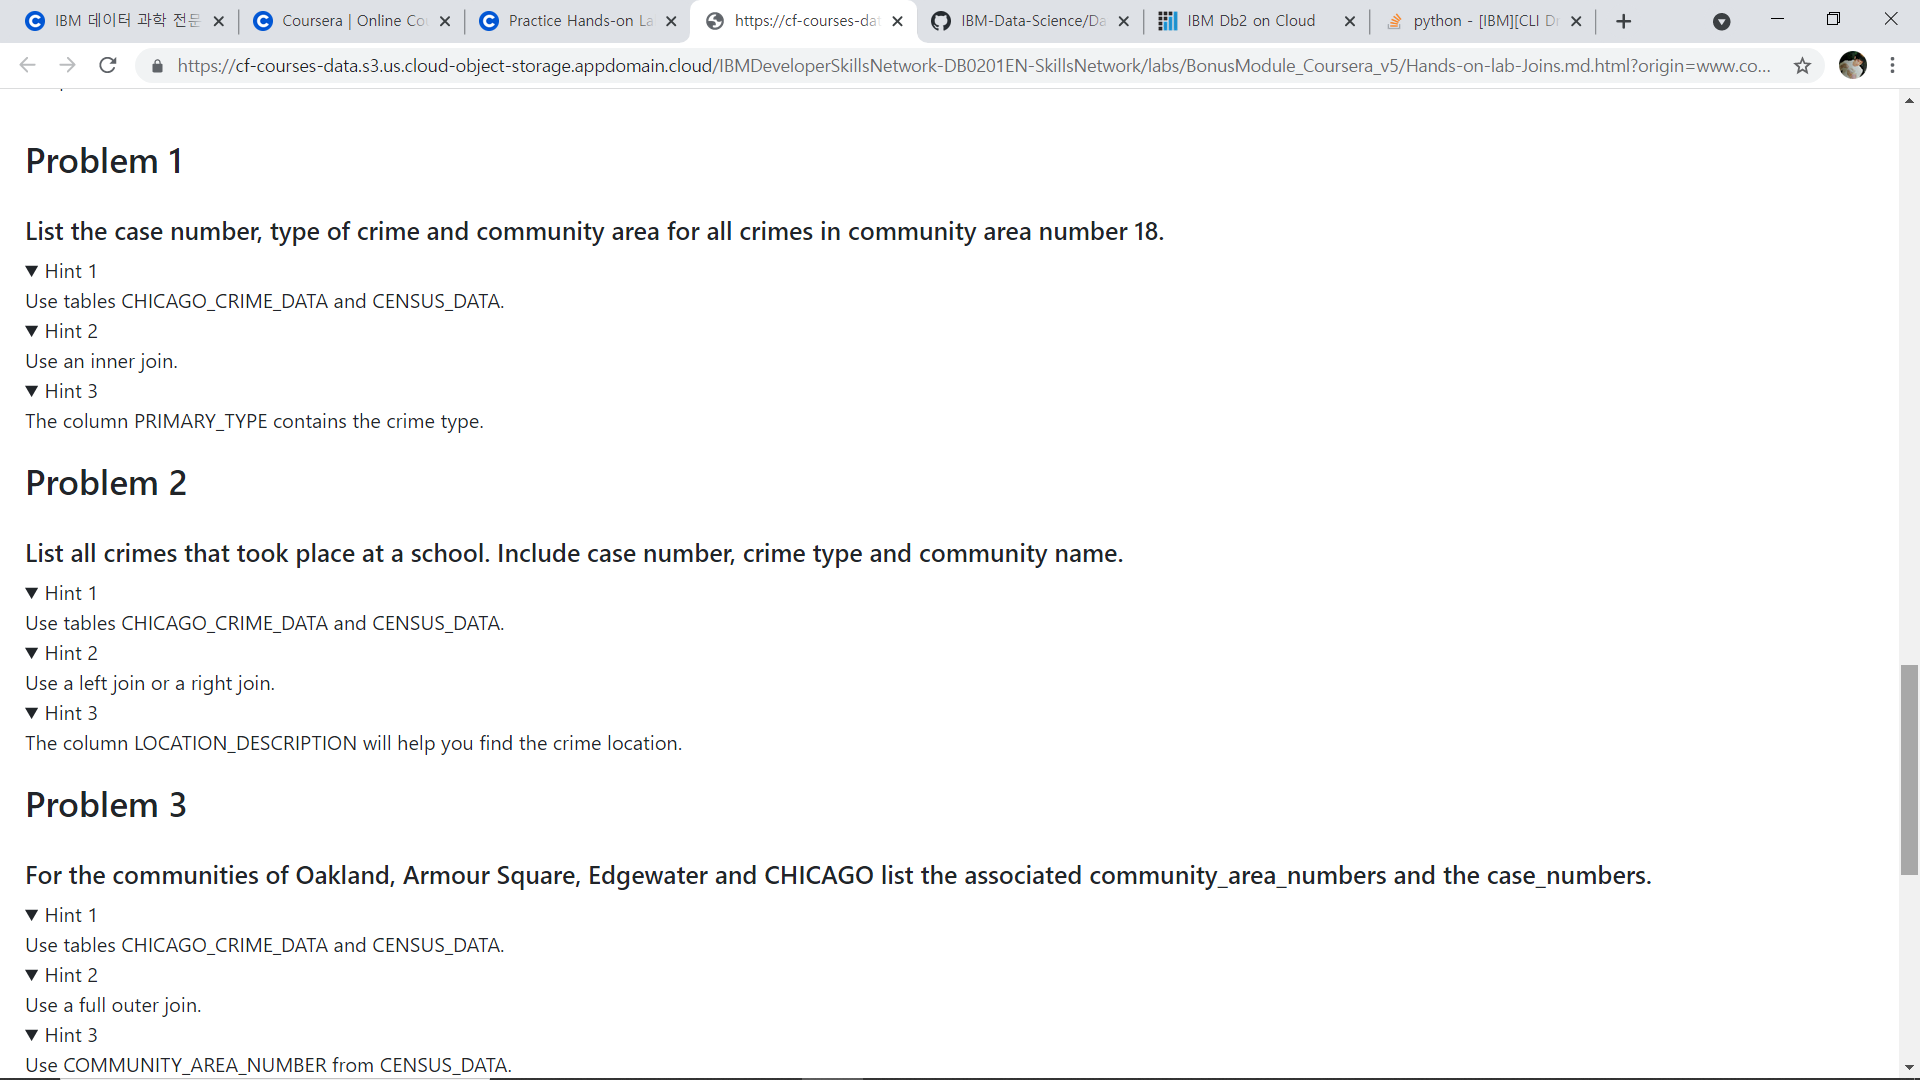 IBM 데이터 과학 전문
Coursera | Online Co
Practice Hands-on La
https://cf-courses-da
IBM-Data-Science/Da
IBM Db2 on Cloud
python - [IBM][CLI D
https://cf-courses-data.s3.us.cloud-object-storage.appdomain.cloud/IBMDeveloperSkillsNetwork-DB0201EN-SkillsNetwork/labs/BonusModule_Coursera_v5/Hands-on-lab-Joins.md.html?origin=www.co...
Problem 1
List the case number, type of crime and community area for all crimes in community area number 18.
▼ Hint 1
Use tables CHICAGO_CRIME_DATA and CENSUS_DATA.
▼ Hint 2
Use an inner join.
▼ Hint 3
The column PRIMARY_TYPE contains the crime type.
Problem 2
List all crimes that took place at a school. Include case number, crime type and community name.
▼ Hint 1
Use tables CHICAGO_CRIME_DATA and CENSUS_DATA.
▼ Hint 2
Use a left join or a right join.
▼ Hint 3
The column LOCATION_DESCRIPTION will help you find the crime location.
Problem 3
For the communities of Oakland, Armour Square, Edgewater and CHICAGO list the associated community_area_numbers and the case_numbers.
▼ Hint 1
Use tables CHICAGO_CRIME_DATA and CENSUS_DATA.
▼ Hint 2
Use a full outer join.
▼ Hint 3
Use COMMUNITY_AREA_NUMBER from CENSUS_DATA.